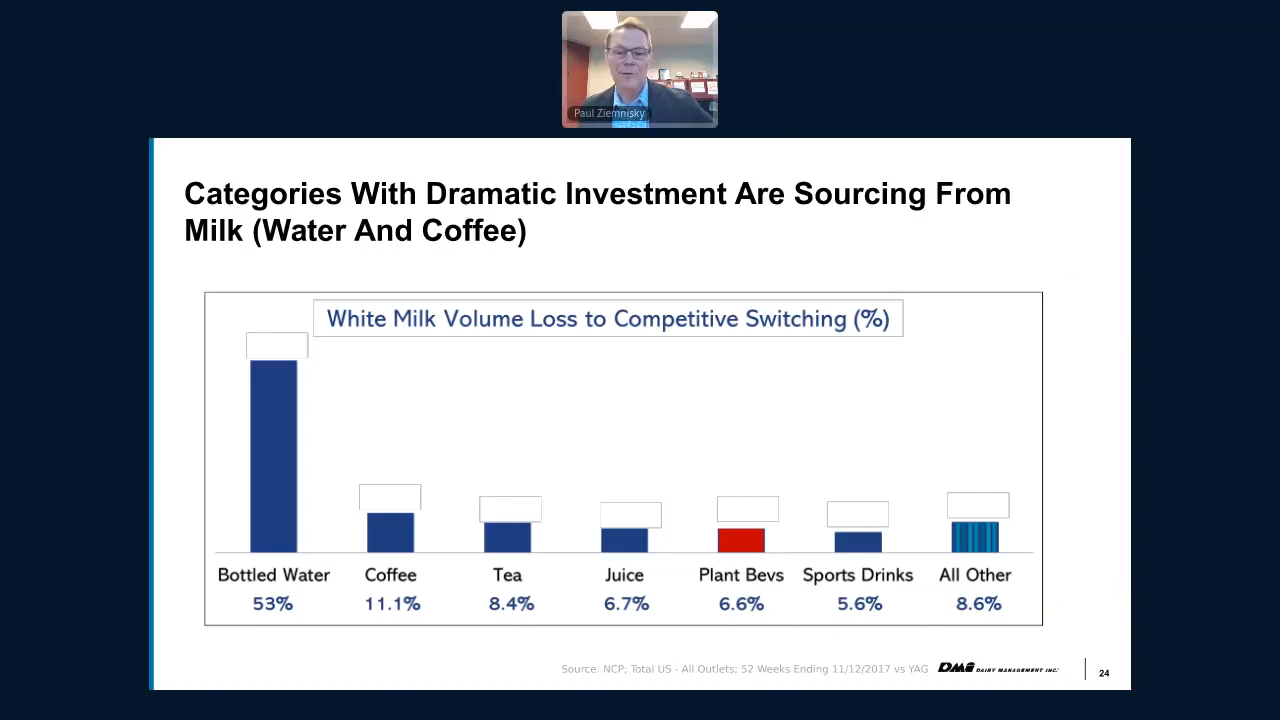 Paul Ziemnisky
Categories With Dramatic Investment Are Sourcing From
Milk (Water And Coffee)
White Milk Volume Loss to Competitive Switching (%)
Bottled Water Coffee Tea Juice Plant Bevs Sports Drinks All Other
53% 11.1% 8.4% 6.7% 6.6% 5.6% 8.6%
Source: NCP; Total US - All Outlets; 52 Weeks Ending 11/12/2017 vs YAG
DMI DAIRY MANAGEMENT INC.
24